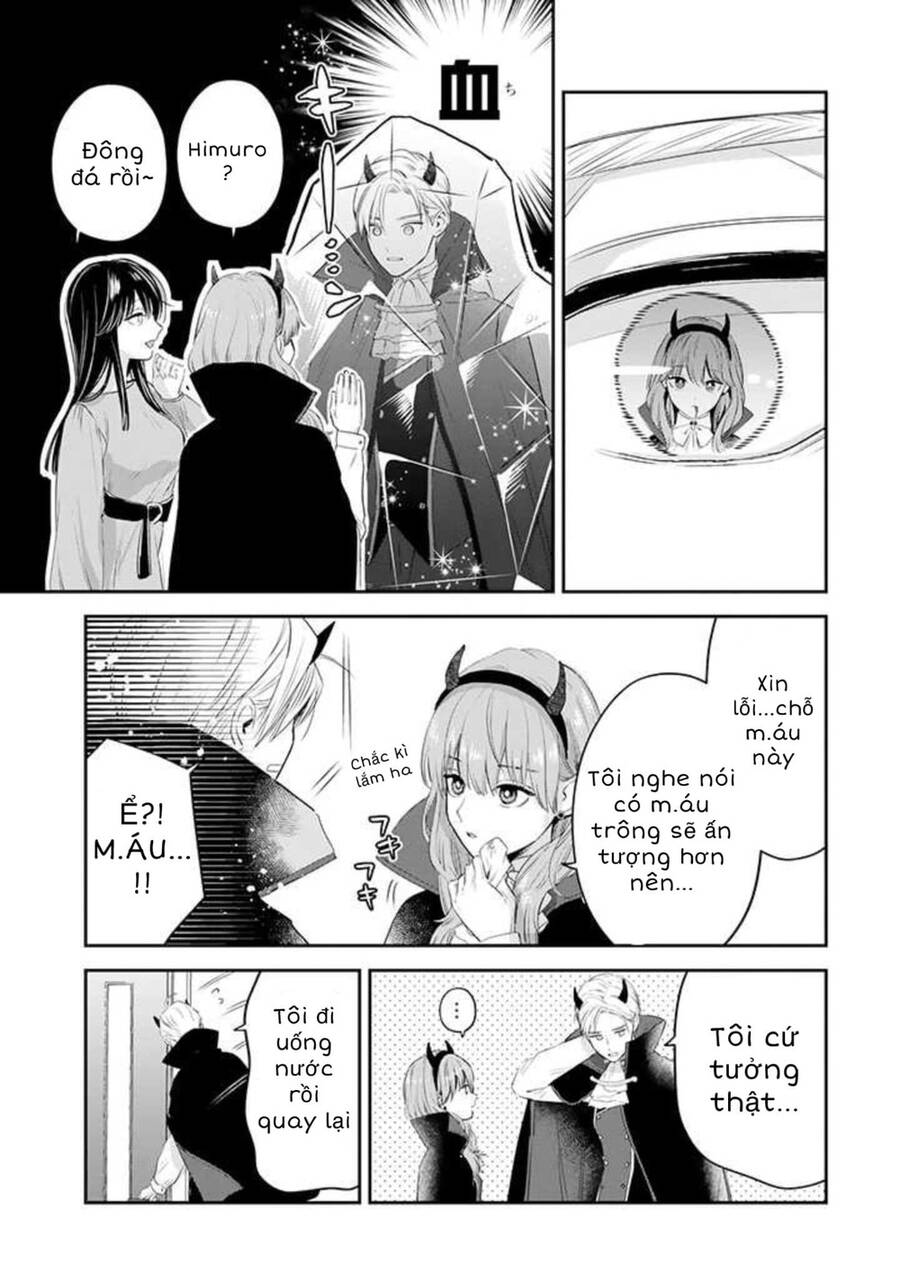 血
ち
Himuro
?
Đông
đá rồi~
Xin
lỗi...chỗ
m.áu
này
Tôi nghe nói
có m.áu
trông sẽ ấn
tượng hơn
nên...
Chắc kì
lắm ha
フキ
フキ
Ể?!
M.ÁU...
!!
Tôi cứ
tưởng
thật...
...
Tôi đi
uống
nước
rồi
quay lại